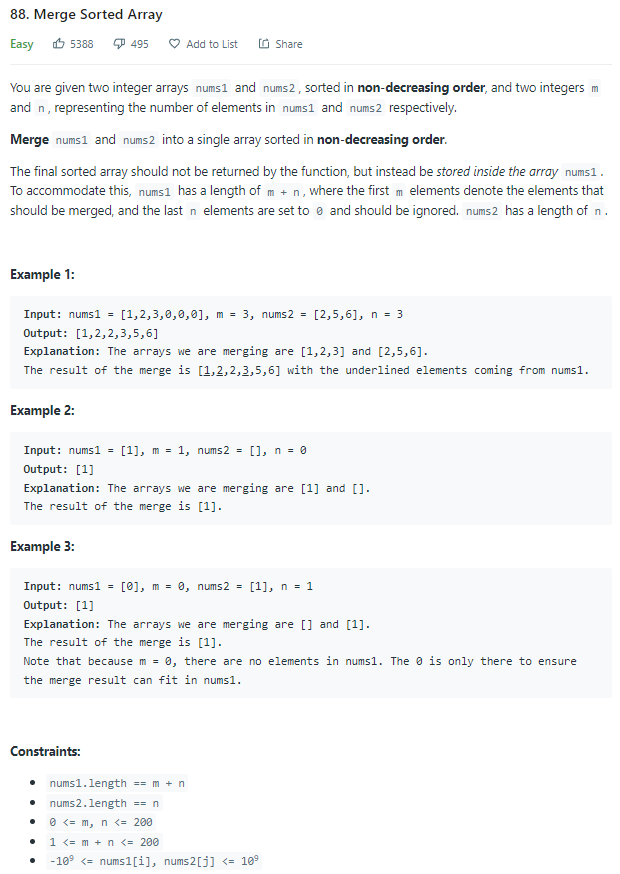 88. Merge Sorted Array
Easy 5388 495 Add to List Share
You are given two integer arrays nums1 and nums2, sorted in non-decreasing order, and two integers m
and n, representing the number of elements in nums1 and nums2 respectively.
Merge nums1 and nums2 into a single array sorted in non-decreasing order.
The final sorted array should not be returned by the function, but instead be stored inside the array nums1.
To accommodate this, nums1 has a length of m + n, where the first m elements denote the elements that
should be merged, and the last n elements are set to 0 and should be ignored. nums2 has a length of n.
Example 1:
Input: nums1 = [1,2,3,0,0,0], m = 3, nums2 = [2,5,6], n = 3
Output: [1,2,2,3,5,6]
Explanation: The arrays we are merging are [1,2,3] and [2,5,6].
The result of the merge is [1,2,2,3,5,6] with the underlined elements coming from nums1.
Example 2:
Input: nums1 = [1], m = 1, nums2 = [], n = 0
Output: [1]
Explanation: The arrays we are merging are [1] and [].
The result of the merge is [1].
Example 3:
Input: nums1 = [0], m = 0, nums2 = [1], n = 1
Output: [1]
Explanation: The arrays we are merging are [] and [1].
The result of the merge is [1].
Note that because m = 0, there are no elements in nums1. The 0 is only there to ensure
the merge result can fit in nums1.
Constraints:
• nums1.length == m + n
• nums2.length == n
• 0 <= m, n <= 200
• 1 <= m + n <= 200
• -10⁹ <= nums1[i], nums2[j] <= 10⁹